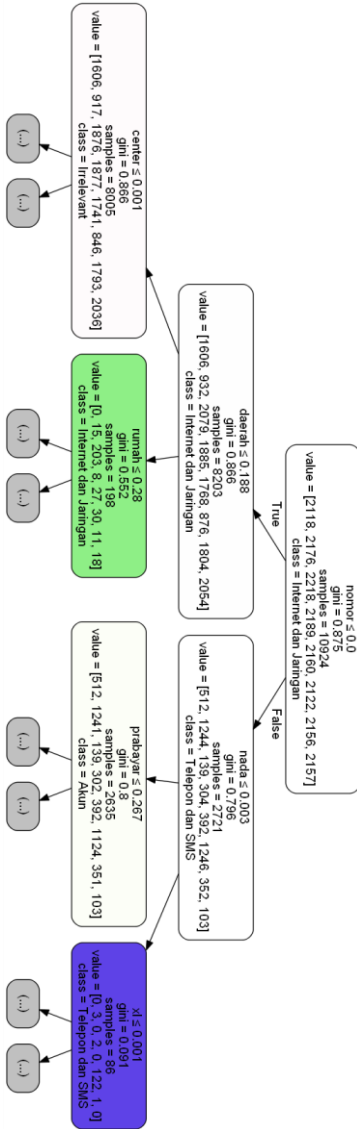 nomor ≤ 0.0
gini = 0.875
samples = 10924
value = [2118, 2176, 2218, 2189, 2160, 2122, 2156, 2157]
class = Internet dan Jaringan
True
False
daerah ≤ 0.188
gini = 0.866
samples = 8203
value = [1606, 932, 2079, 1885, 1768, 876, 1804, 2054]
class = Internet dan Jaringan
nada ≤ 0.003
gini = 0.796
samples = 2721
value = [512, 1244, 139, 304, 392, 1246, 352, 103]
class = Telepon dan SMS
center ≤ 0.001
gini = 0.866
samples = 8005
value = [1606, 917, 1876, 1877, 1741, 846, 1793, 2036]
class = Irrelevant
rumah ≤ 0.28
gini = 0.552
samples = 198
value = [0, 15, 203, 8, 27, 30, 11, 18]
class = Internet dan Jaringan
prabayar ≤ 0.267
gini = 0.8
samples = 2635
value = [512, 1241, 139, 302, 392, 1124, 351, 103]
class = Akun
xl ≤ 0.001
gini = 0.091
samples = 86
value = [0, 3, 0, 2, 0, 122, 1, 0]
class = Telepon dan SMS
(...)
(...)
(...)
(...)
(...)
(...)
(...)
(...)